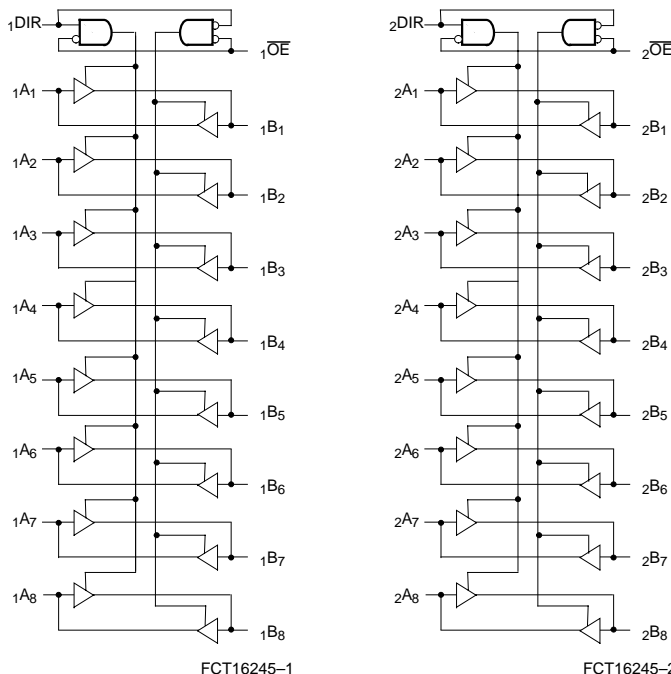 1DIR
1OE
1A1
1B1
1A2
1B2
1A3
1B3
1A4
1B4
1A5
1B5
1A6
1B6
1A7
1B7
1A8
1B8
FCT16245–1
2DIR
2OE
2A1
2B1
2A2
2B2
2A3
2B3
2A4
2B4
2A5
2B5
2A6
2B6
2A7
2B7
2A8
2B8
FCT16245–2